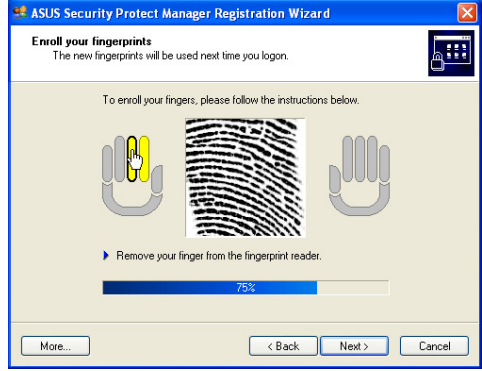 ASUS Security Protect Manager Registration Wizard
Enroll your fingerprints
The new fingerprints will be used next time you logon.
To enroll your fingers, please follow the instructions below.
Remove your finger from the fingerprint reader.
75%
More... < Back Next > Cancel